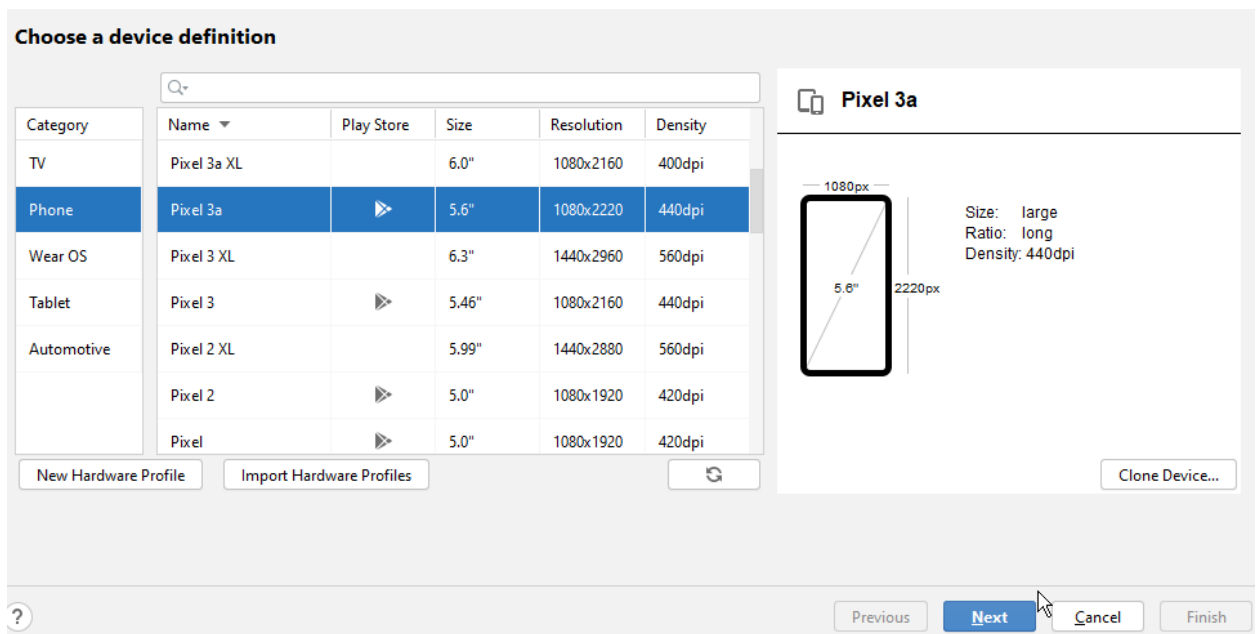 Choose a device definition
Category
TV
Phone
Wear OS
Tablet
Automotive
Name Play Store Size Resolution Density
Pixel 3a XL 6.0" 1080x2160 400dpi
Pixel 3a 5.6" 1080x2220 440dpi
Pixel 3 XL 6.3" 1440x2960 560dpi
Pixel 3 5.46" 1080x2160 440dpi
Pixel 2 XL 5.99" 1440x2880 560dpi
Pixel 2 5.0" 1080x1920 420dpi
Pixel 5.0" 1080x1920 420dpi
New Hardware Profile Import Hardware Profiles
Pixel 3a
1080px
5.6"
2220px
Size: large
Ratio: long
Density: 440dpi
Clone Device...
? Previous Next Cancel Finish